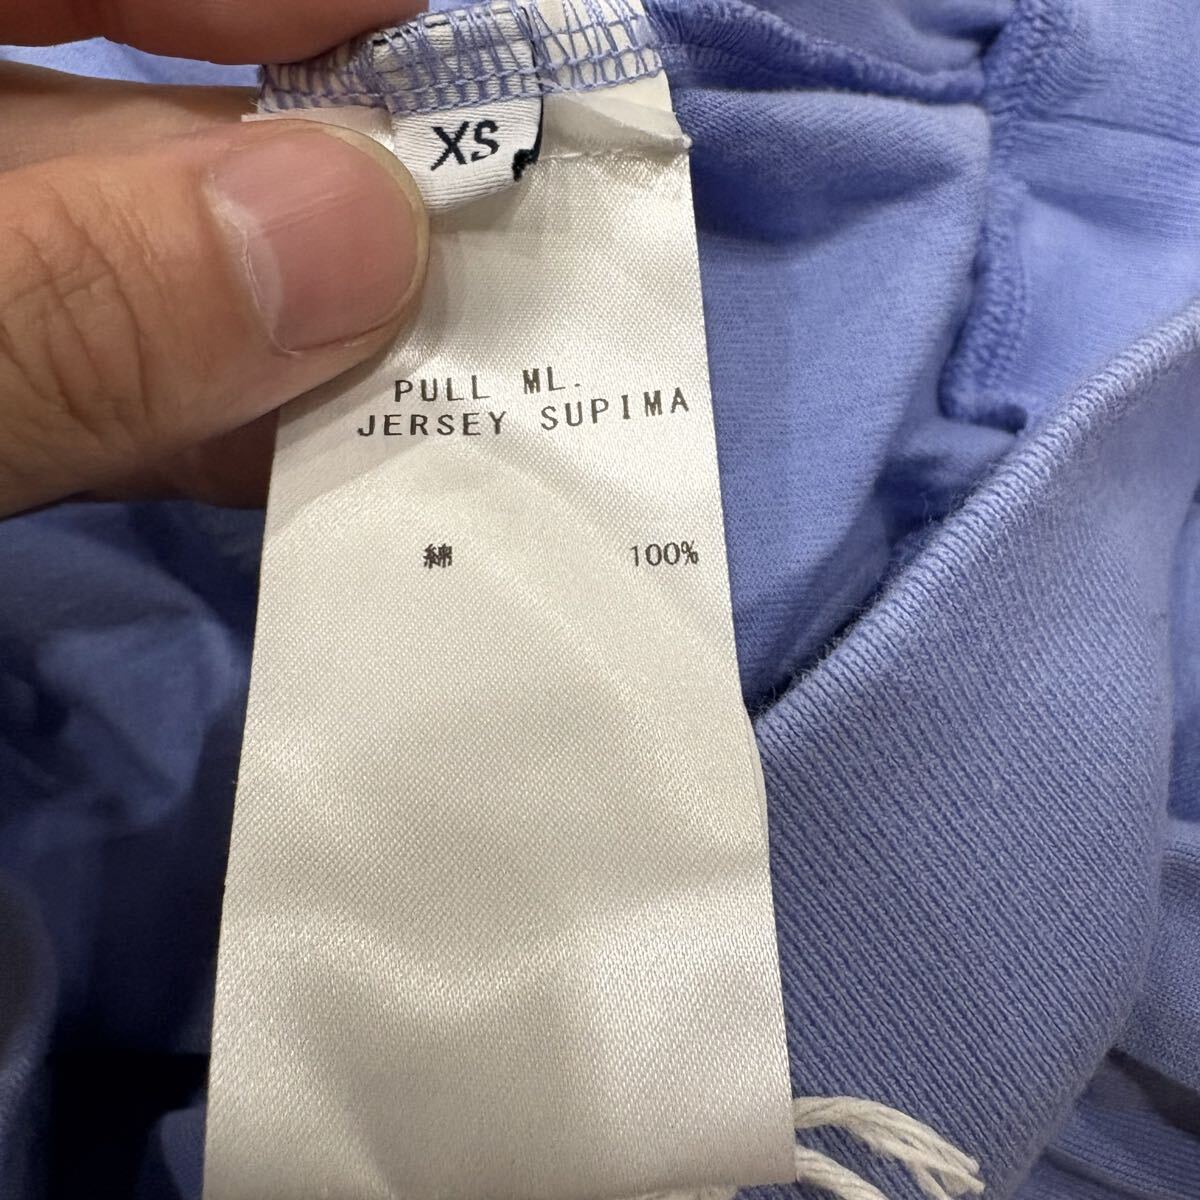 XS
PULL ML.
JERSEY SUPIMA
綿 100%